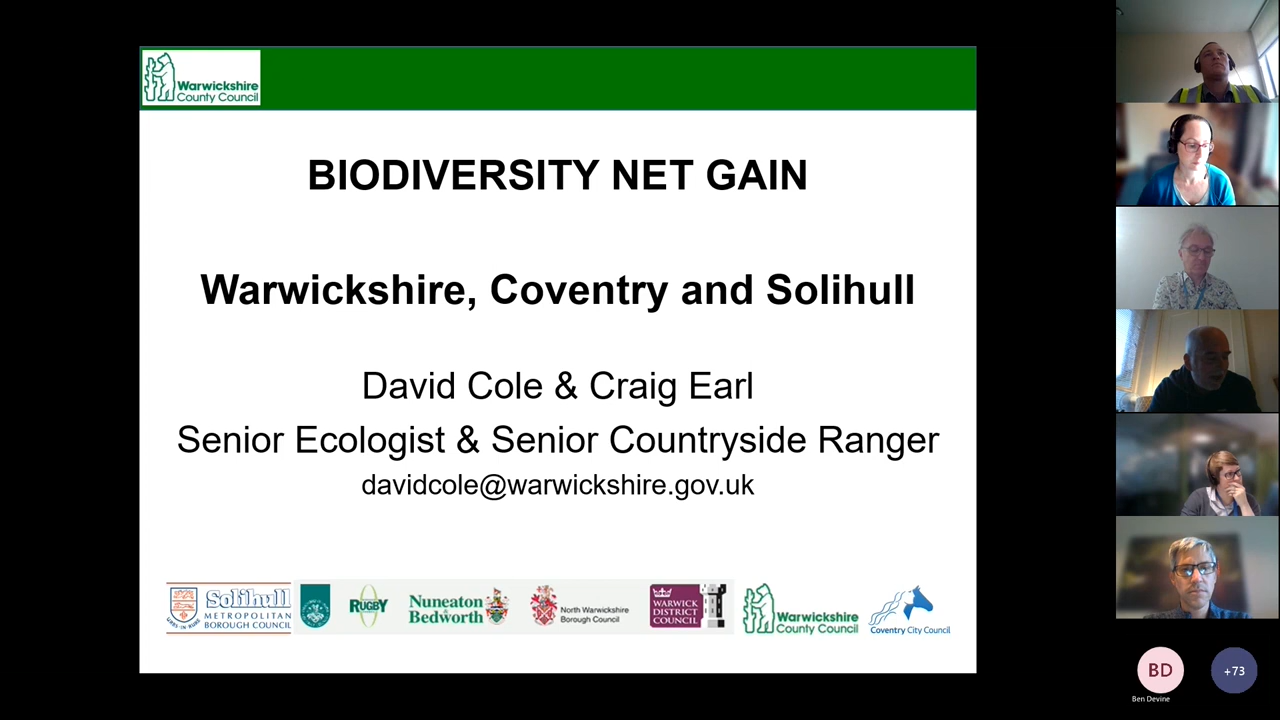 Warwickshire
County Council
BIODIVERSITY NET GAIN
Warwickshire, Coventry and Solihull
David Cole & Craig Earl
Senior Ecologist & Senior Countryside Ranger
davidcole@warwickshire.gov.uk
Solihull
METROPOLITAN
BOROUGH COUNCIL
RUGBY
Nuneaton
Bedworth
North Warwickshire
Borough Council
WARWICK
DISTRICT
COUNCIL
Warwickshire
County Council
Coventry City Council
BD
+73
Ben Devine